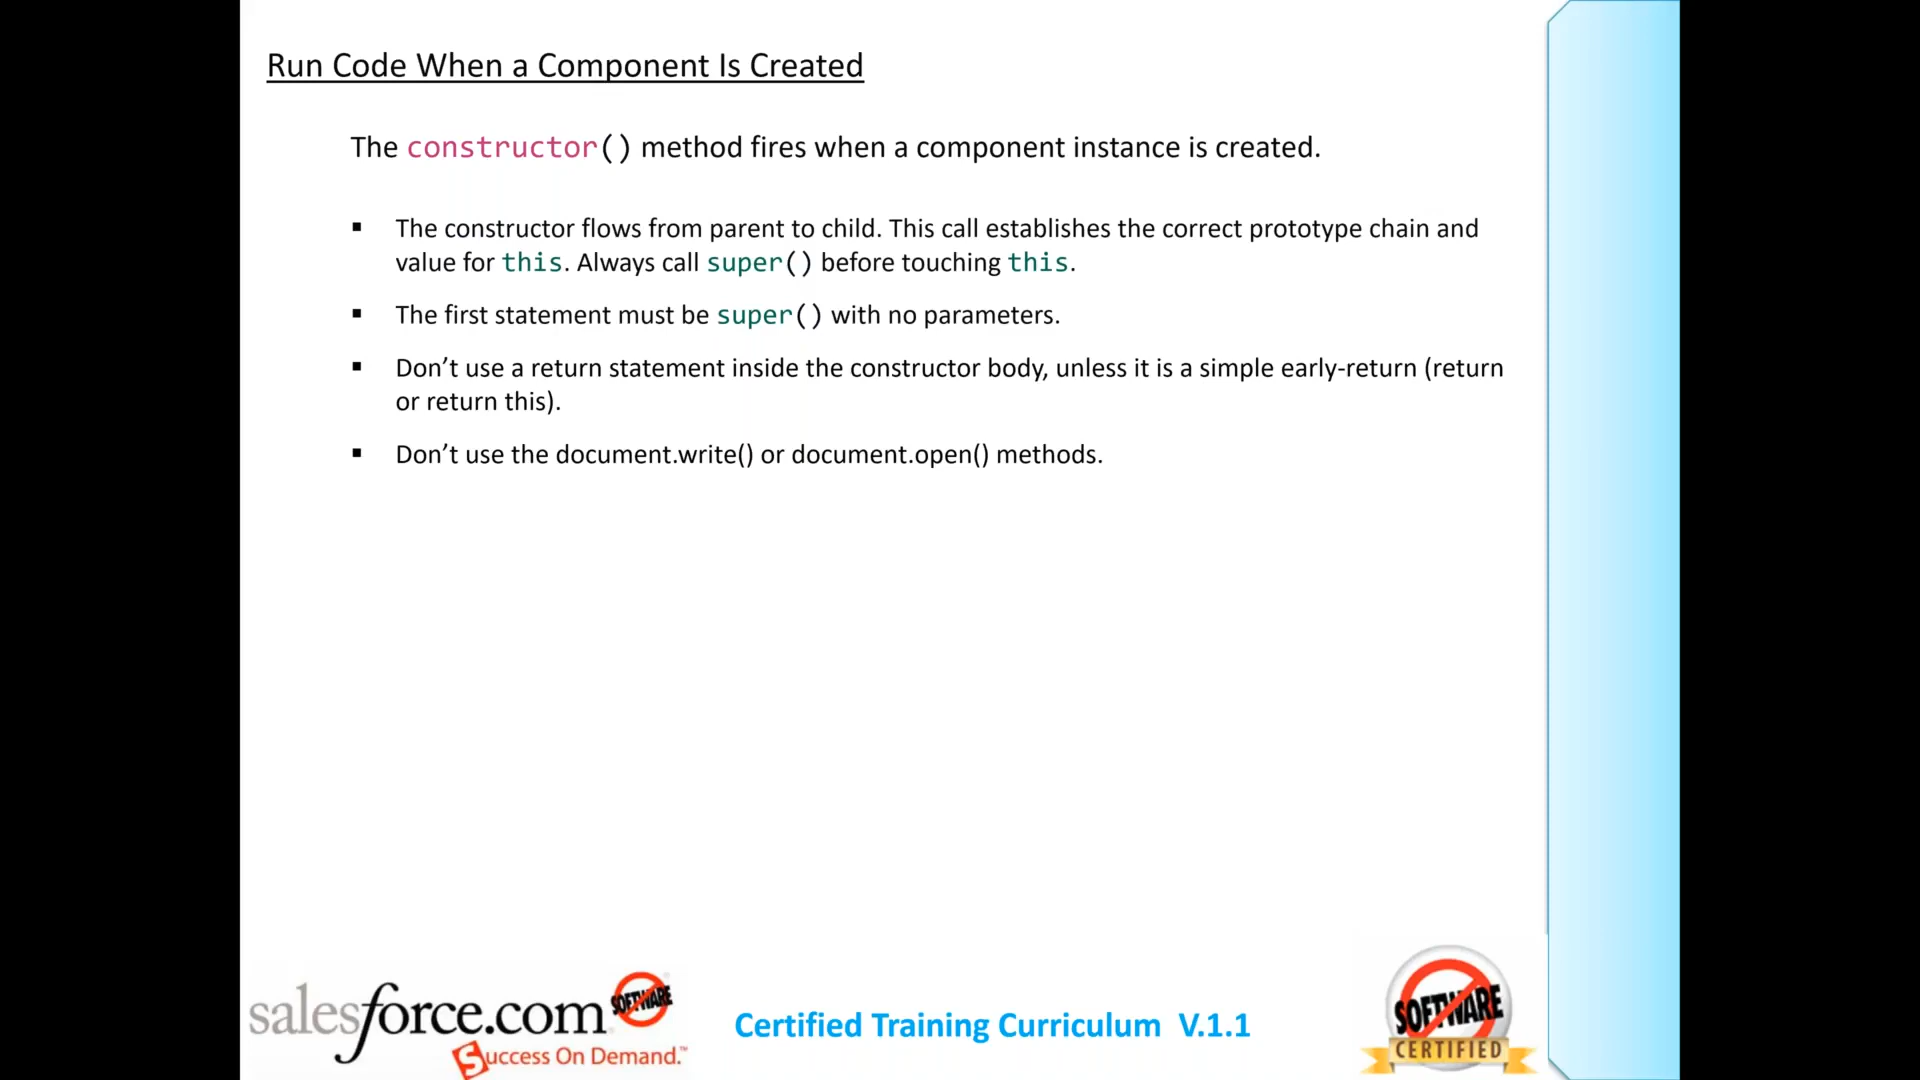 Run Code When a Component Is Created
The constructor() method fires when a component instance is created.
▪ The constructor flows from parent to child. This call establishes the correct prototype chain and
value for this. Always call super() before touching this.
▪ The first statement must be super() with no parameters.
▪ Don’t use a return statement inside the constructor body, unless it is a simple early-return (return
or return this).
▪ Don’t use the document.write() or document.open() methods.
salesforce.com
SOFTWARE
Success On Demand.™
Certified Training Curriculum V.1.1
SOFTWARE
CERTIFIED